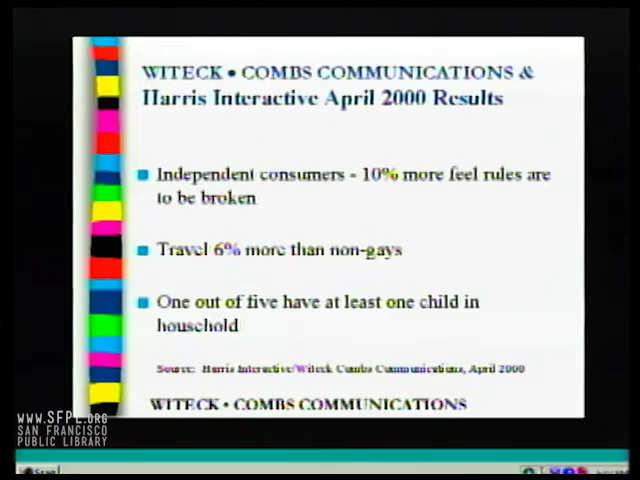 WITECK • COMBS COMMUNICATIONS &
Harris Interactive April 2000 Results
Independent consumers - 10% more feel rules are
to be broken
Travel 6% more than non-gays
One out of five have at least one child in
household
Source: Harris Interactive/Witeck Combs Communications, April 2000
WITECK • COMBS COMMUNICATIONS
WWW.SFPL.ORG
SAN FRANCISCO
PUBLIC LIBRARY
Start